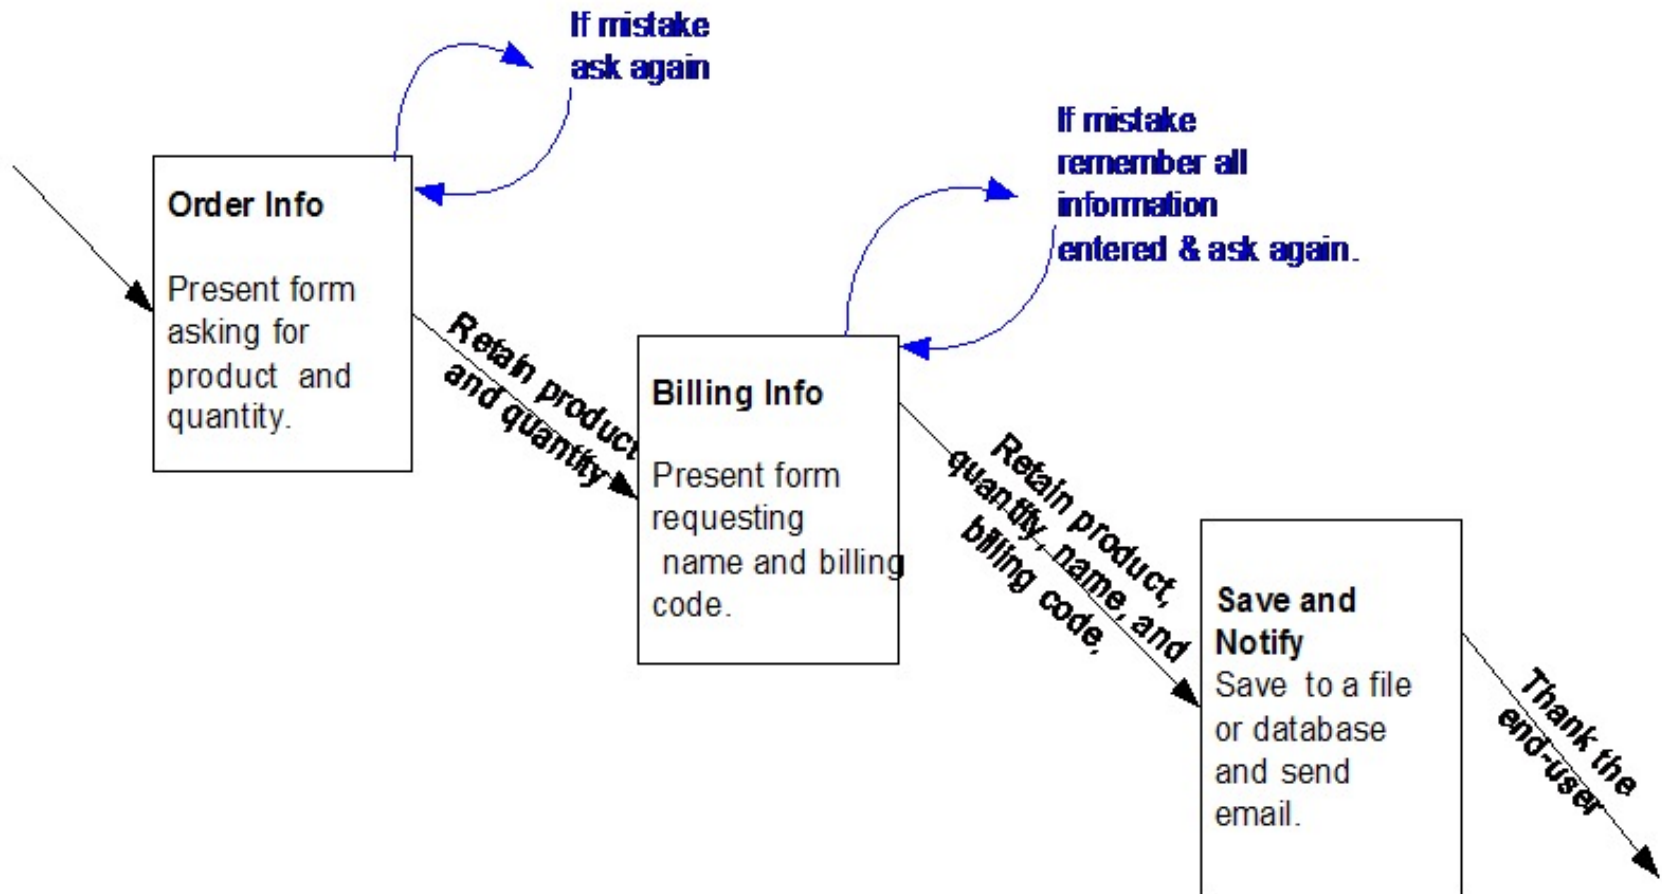 If mistake
ask again
Order Info
Present form
asking for
product and
quantity.
Retain product
and quantity
If mistake
remember all
information
entered & ask again.
Billing Info
Present form
requesting
name and billing
code.
Retain product,
quantity, name, and
billing code,
Save and
Notify
Save to a file
or database
and send
email.
Thank the
end-user